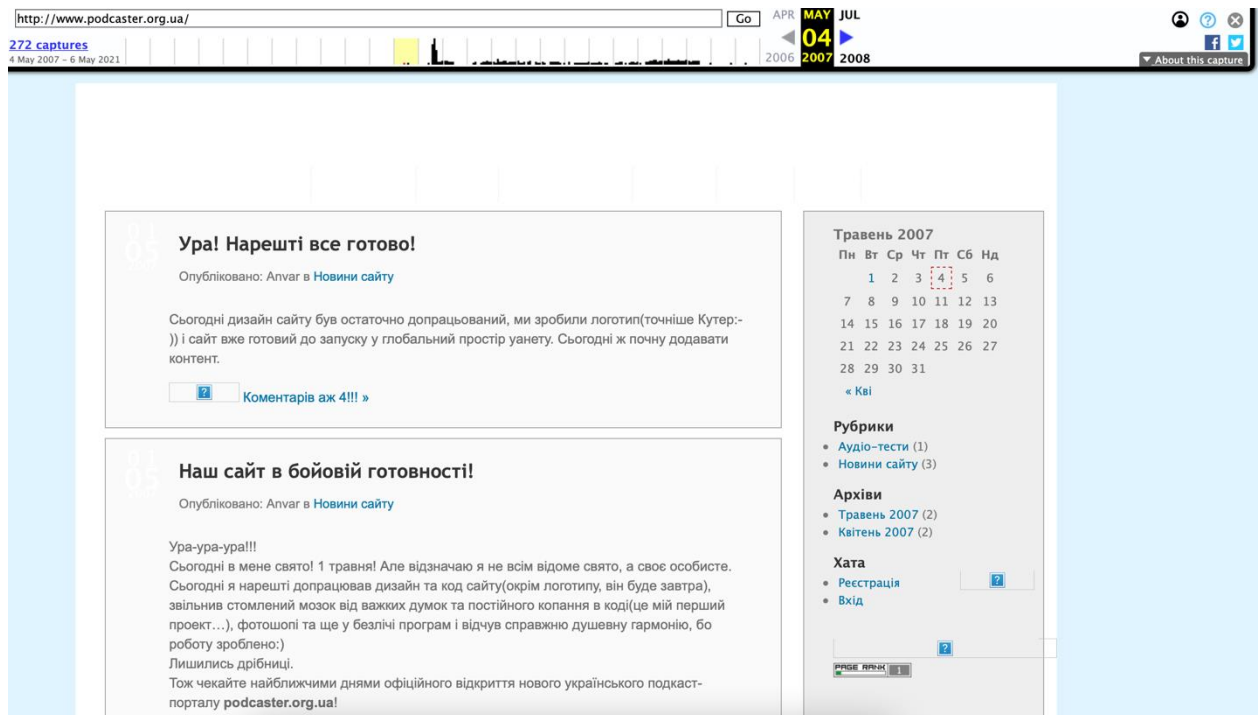 http://www.podcaster.org.ua/
Go
APR MAY JUL
04
2006 2007 2008
272 captures
4 May 2007 – 6 May 2021
About this capture
01
05
Ура! Нарешті все готово!
Опубліковано: Anvar в Новини сайту
Сьогодні дизайн сайту був остаточно допрацьований, ми зробили логотип(точніше Кутер:-
)) і сайт вже готовий до запуску у глобальний простір уанету. Сьогодні ж почну додавати
контент.
Коментарів аж 4!!! »
01
05
Наш сайт в бойовій готовності!
Опубліковано: Anvar в Новини сайту
Ура-ура-ура!!!
Сьогодні в мене свято! 1 травня! Але відзначаю я не всім відоме свято, а своє особисте.
Сьогодні я нарешті допрацював дизайн та код сайту(окрім логотипу, він буде завтра),
звільнив стомлений мозок від важких думок та постійного копання в коді(це мій перший
проект...), фотошопі та ще у безлічі програм і відчув справжню душевну гармонію, бо
роботу зроблено:)
Лишились дрібниці.
Тож чекайте найближчими днями офіційного відкриття нового українського подкаст-
порталу podcaster.org.ua!
Травень 2007
Пн Вт Ср Чт Пт Сб Нд
1 2 3 4 5 6
7 8 9 10 11 12 13
14 15 16 17 18 19 20
21 22 23 24 25 26 27
28 29 30 31
« Кві
Рубрики
Аудіо-тести (1)
Новини сайту (3)
Архіви
Травень 2007 (2)
Квітень 2007 (2)
Хата
Реєстрація
Вхід
PAGE RANK 1